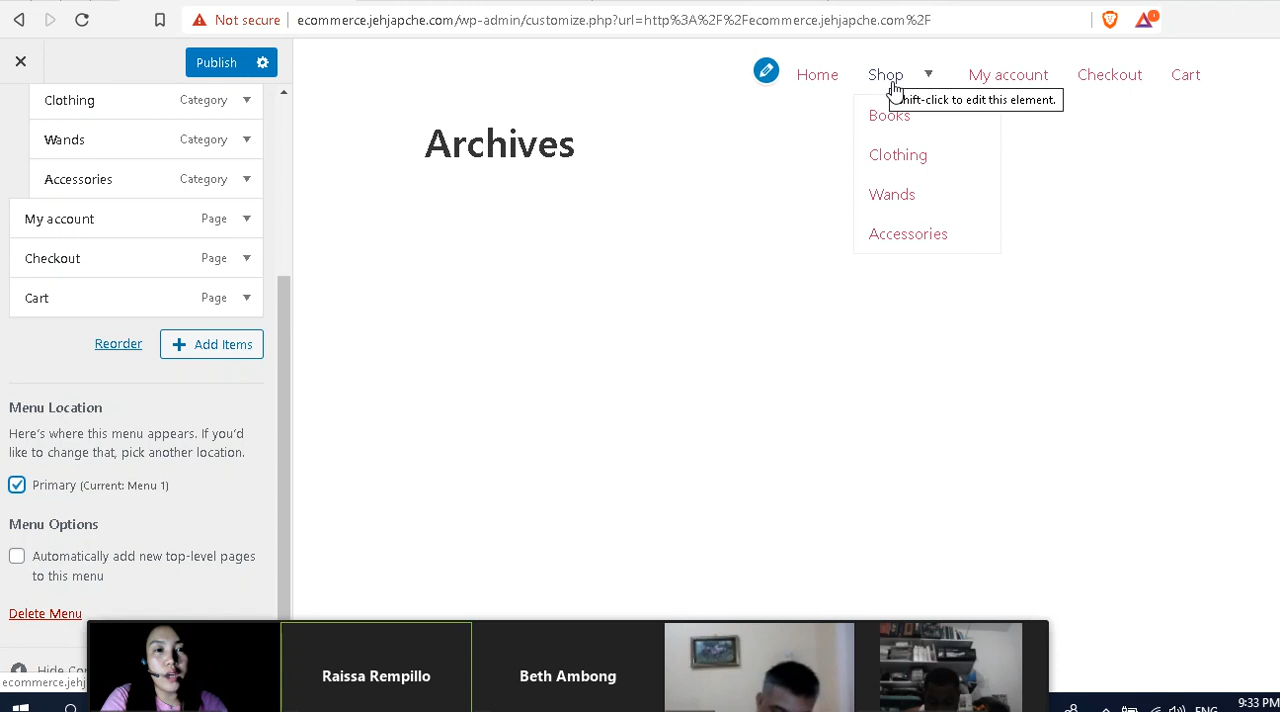 Not secure
ecommerce.jehjapche.com/wp-admin/customize.php?url=http%3A%2F%2Fecommerce.jehjapche.com%2F
Publish
Clothing Category
Wands Category
Accessories Category
My account Page
Checkout Page
Cart Page
Reorder
Add Items
Menu Location
Here's where this menu appears. If you'd
like to change that, pick another location.
Primary (Current: Menu 1)
Menu Options
Automatically add new top-level pages
to this menu
Delete Menu
Home Shop My account Checkout Cart
hift-click to edit this element.
Books
Clothing
Wands
Accessories
Archives
Raissa Rempillo
Beth Ambong
Hide Con
ecommerce.jehj
ENG
9:33 PM